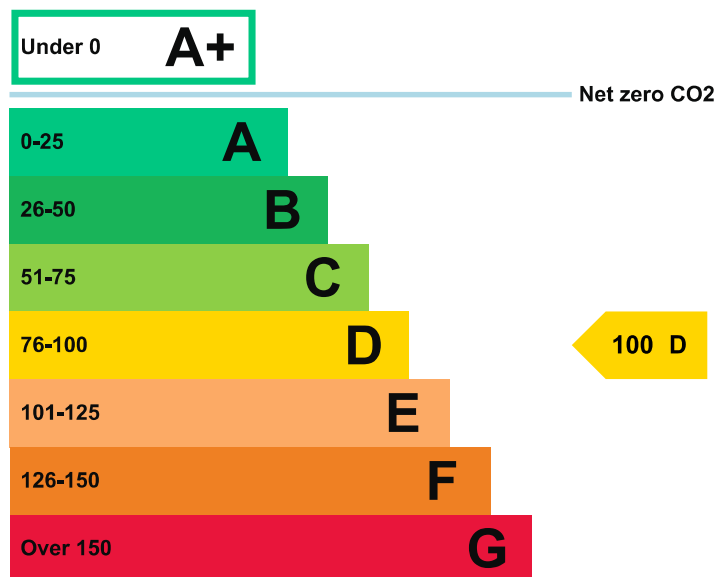 Under 0 A+
Net zero CO2
0-25 A
26-50 B
51-75 C
76-100 D
100 D
101-125 E
126-150 F
Over 150 G